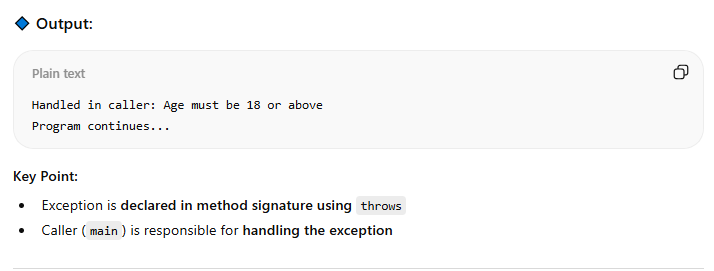 Output:
Plain text
Handled in caller: Age must be 18 or above
Program continues...
Key Point:
Exception is declared in method signature using throws
Caller (main) is responsible for handling the exception